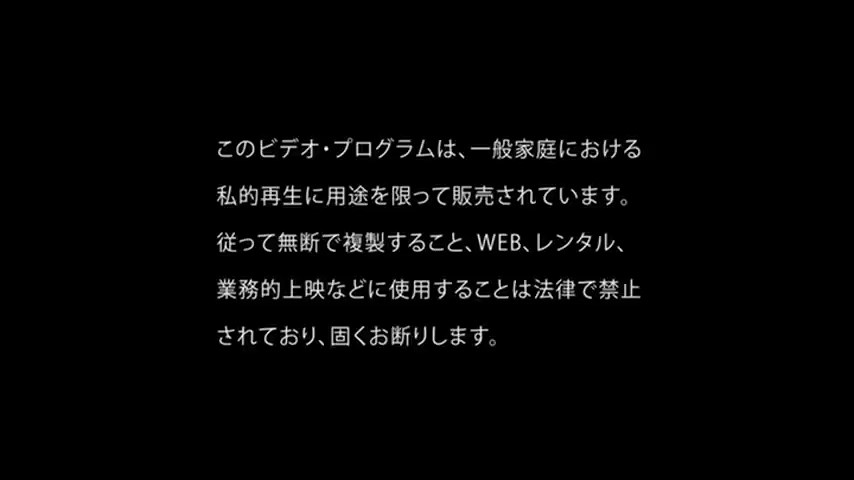 このビデオ・プログラムは、一般家庭における
私的再生に用途を限って販売されています。
従って無断で複製すること、WEB、レンタル、
業務的上映などに使用することは法律で禁止
されており、固くお断りします。